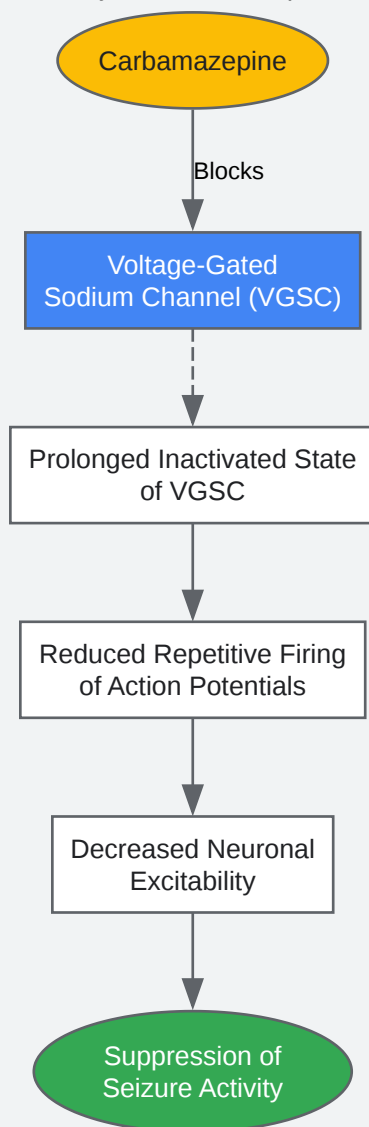 Carbamazepine
Blocks
Voltage-Gated
Sodium Channel (VGSC)
Prolonged Inactivated State
of VGSC
Reduced Repetitive Firing
of Action Potentials
Decreased Neuronal
Excitability
Suppression of
Seizure Activity